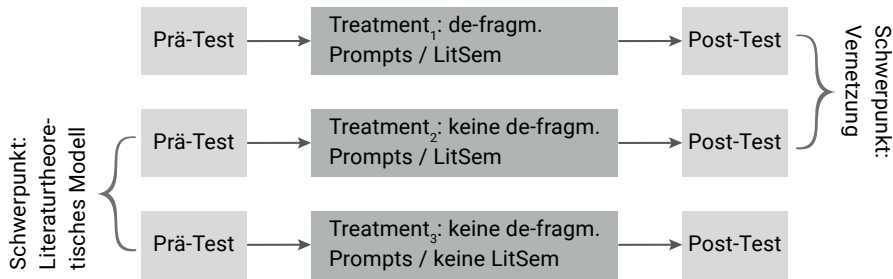 Prä-Test
Treatment₁: de-fragm.
Prompts / LitSem
Post-Test
Prä-Test
Treatment₂: keine de-fragm.
Prompts / LitSem
Post-Test
Prä-Test
Treatment₃: keine de-fragm.
Prompts / keine LitSem
Post-Test
Schwerpunkt:
Literaturtheore-
tisches Modell
Schwerpunkt:
Vernetzung